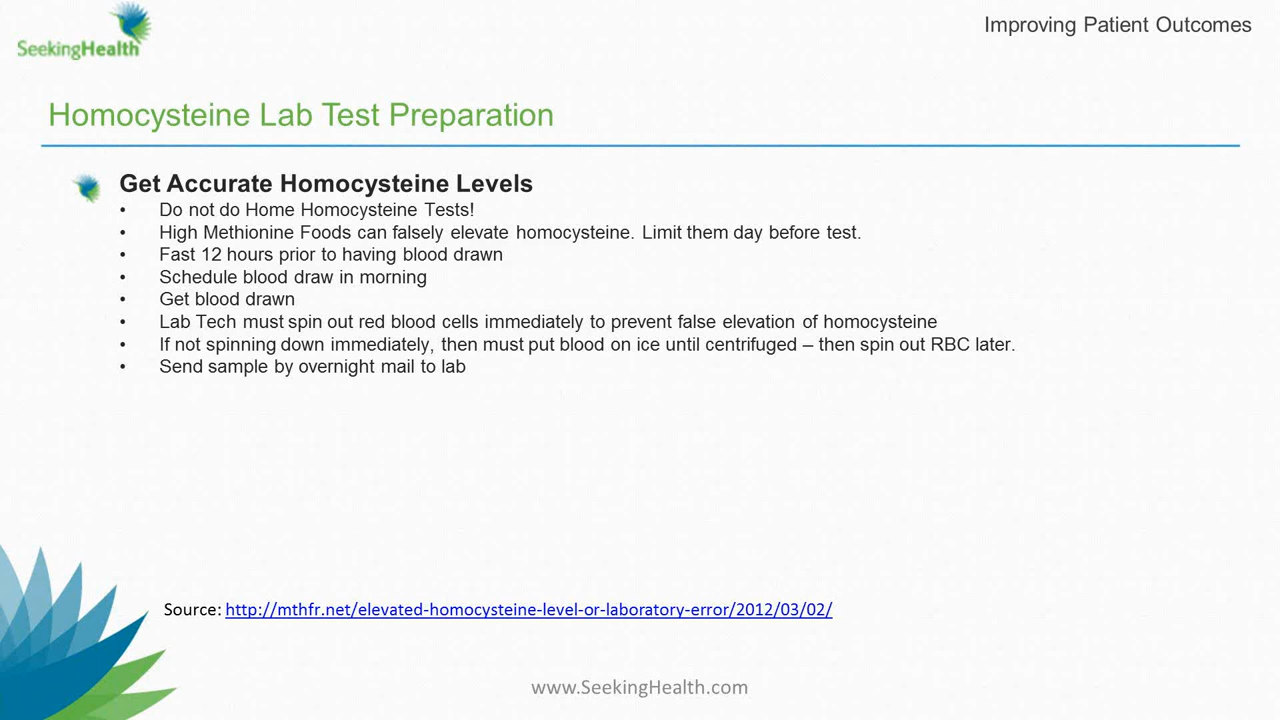 SeekingHealth
Improving Patient Outcomes
Homocysteine Lab Test Preparation
Get Accurate Homocysteine Levels
• Do not do Home Homocysteine Tests!
• High Methionine Foods can falsely elevate homocysteine. Limit them day before test.
• Fast 12 hours prior to having blood drawn
• Schedule blood draw in morning
• Get blood drawn
• Lab Tech must spin out red blood cells immediately to prevent false elevation of homocysteine
• If not spinning down immediately, then must put blood on ice until centrifuged – then spin out RBC later.
• Send sample by overnight mail to lab
Source: http://mthfr.net/elevated-homocysteine-level-or-laboratory-error/2012/03/02/
www.SeekingHealth.com